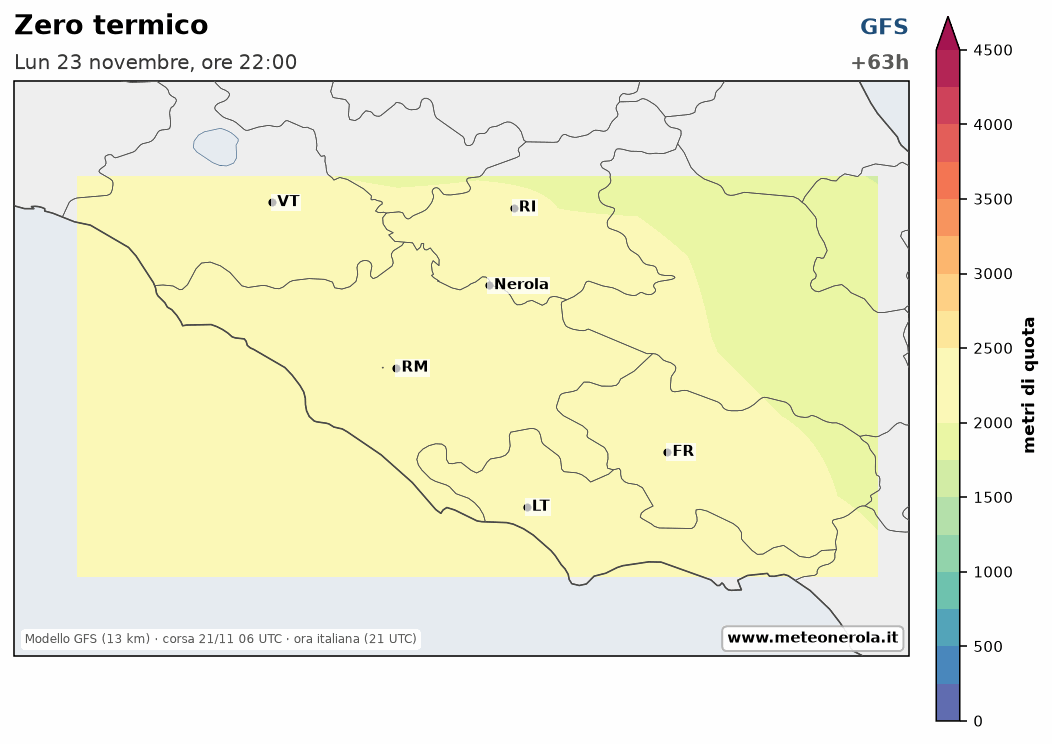 Zero termico
GFS
Lun 23 novembre, ore 22:00
+63h
VT
RI
Nerola
RM
FR
LT
Modello GFS (13 km) · corsa 21/11 06 UTC · ora italiana (21 UTC)
www.meteonerola.it
4500
4000
3500
3000
2500
2000
1500
1000
500
0
metri di quota